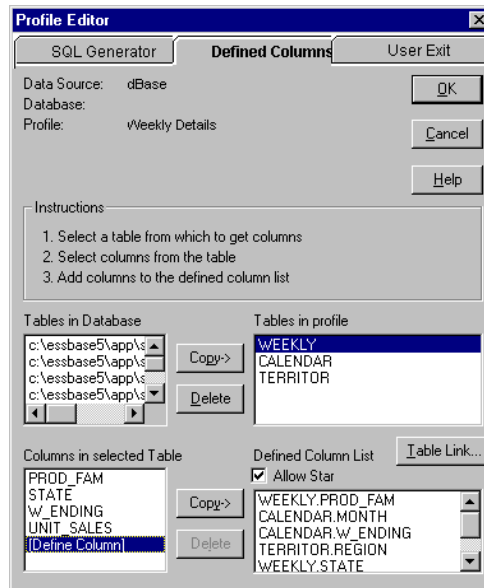 Profile Editor
SQL Generator
Defined Columns
User Exit
Data Source: dBase
Database:
Profile: Weekly Details
OK
Cancel
Help
Instructions
1. Select a table from which to get columns
2. Select columns from the table
3. Add columns to the defined column list
Tables in Database
c:\essbase5\app\s
c:\essbase5\app\s
c:\essbase5\app\s
c:\essbase5\app\s
Copy->
Delete
Tables in profile
WEEKLY
CALENDAR
TERRITOR
Columns in selected Table
PROD_FAM
STATE
W_ENDING
UNIT_SALES
(Define Column)
Copy->
Delete
Defined Column List
Table Link...
Allow Star
WEEKLY.PROD_FAM
CALENDAR.MONTH
CALENDAR.W_ENDING
TERRITOR.REGION
WEEKLY.STATE